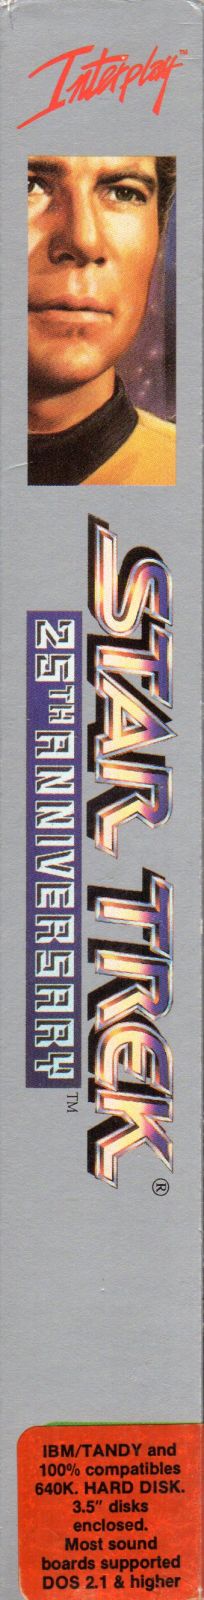 Interplay™
STAR TREK®
25TH ANNIVERSARY™
IBM/TANDY and
100% compatibles
640K. HARD DISK.
3.5" disks
enclosed.
Most sound
boards supported
DOS 2.1 & higher